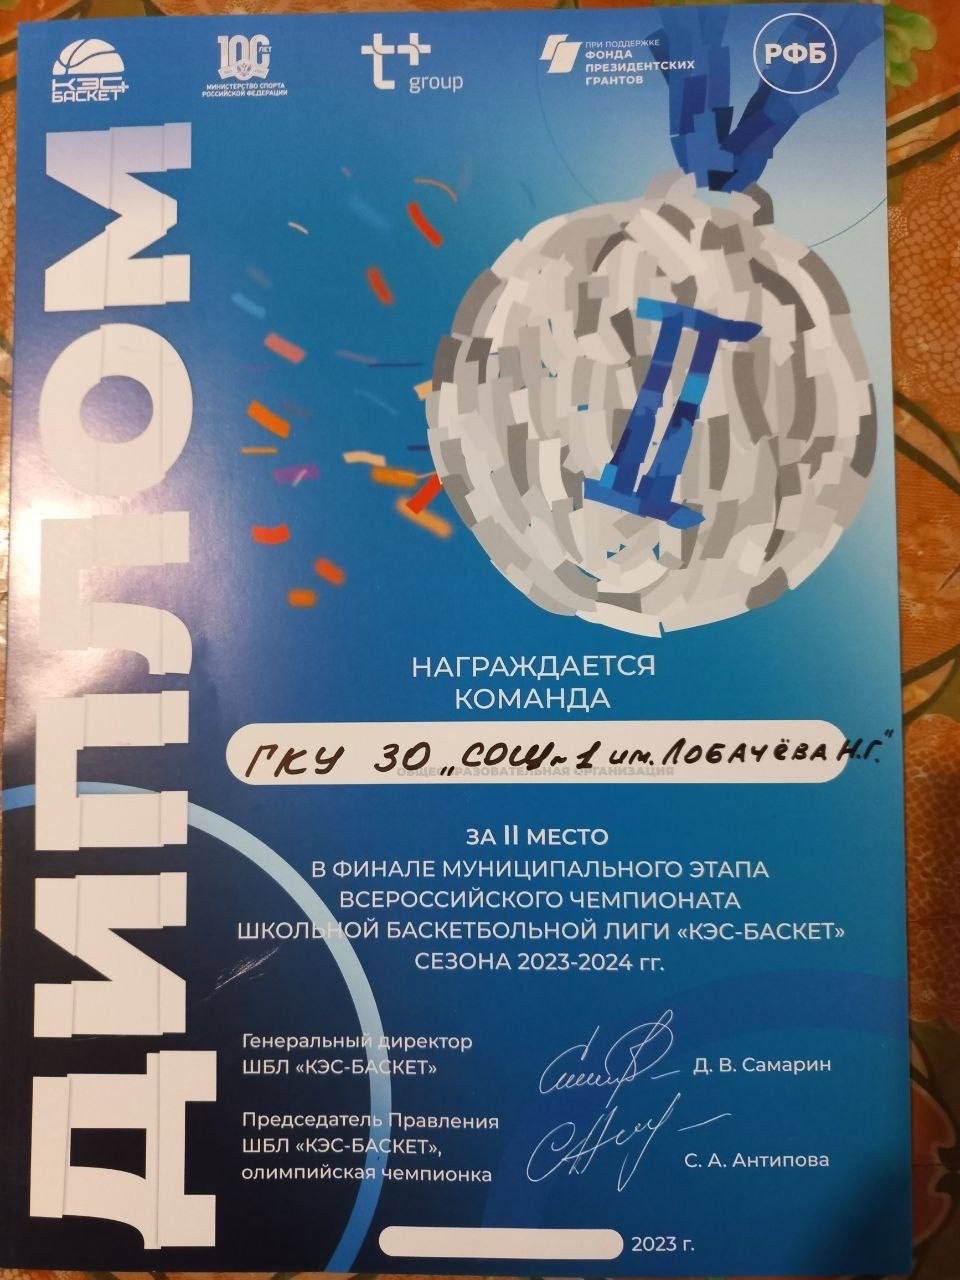 КЭС
БАСКЕТ
100 ЛЕТ
МИНИСТЕРСТВО СПОРТА
РОССИЙСКОЙ ФЕДЕРАЦИИ
т+
group
ПРИ ПОДДЕРЖКЕ
ФОНДА
ПРЕЗИДЕНТСКИХ
ГРАНТОВ
РФБ
ДИПЛОМ
II
НАГРАЖДАЕТСЯ
КОМАНДА
ГКУ ЗО „СОШ №1 им. ЛОБАЧЁВА Н.Г."
ОБЩЕОБРАЗОВАТЕЛЬНАЯ ОРГАНИЗАЦИЯ
ЗА II МЕСТО
В ФИНАЛЕ МУНИЦИПАЛЬНОГО ЭТАПА
ВСЕРОССИЙСКОГО ЧЕМПИОНАТА
ШКОЛЬНОЙ БАСКЕТБОЛЬНОЙ ЛИГИ «КЭС-БАСКЕТ»
СЕЗОНА 2023-2024 гг.
Генеральный директор
ШБЛ «КЭС-БАСКЕТ»
Д. В. Самарин
Председатель Правления
ШБЛ «КЭС-БАСКЕТ»,
олимпийская чемпионка
С. А. Антипова
2023 г.